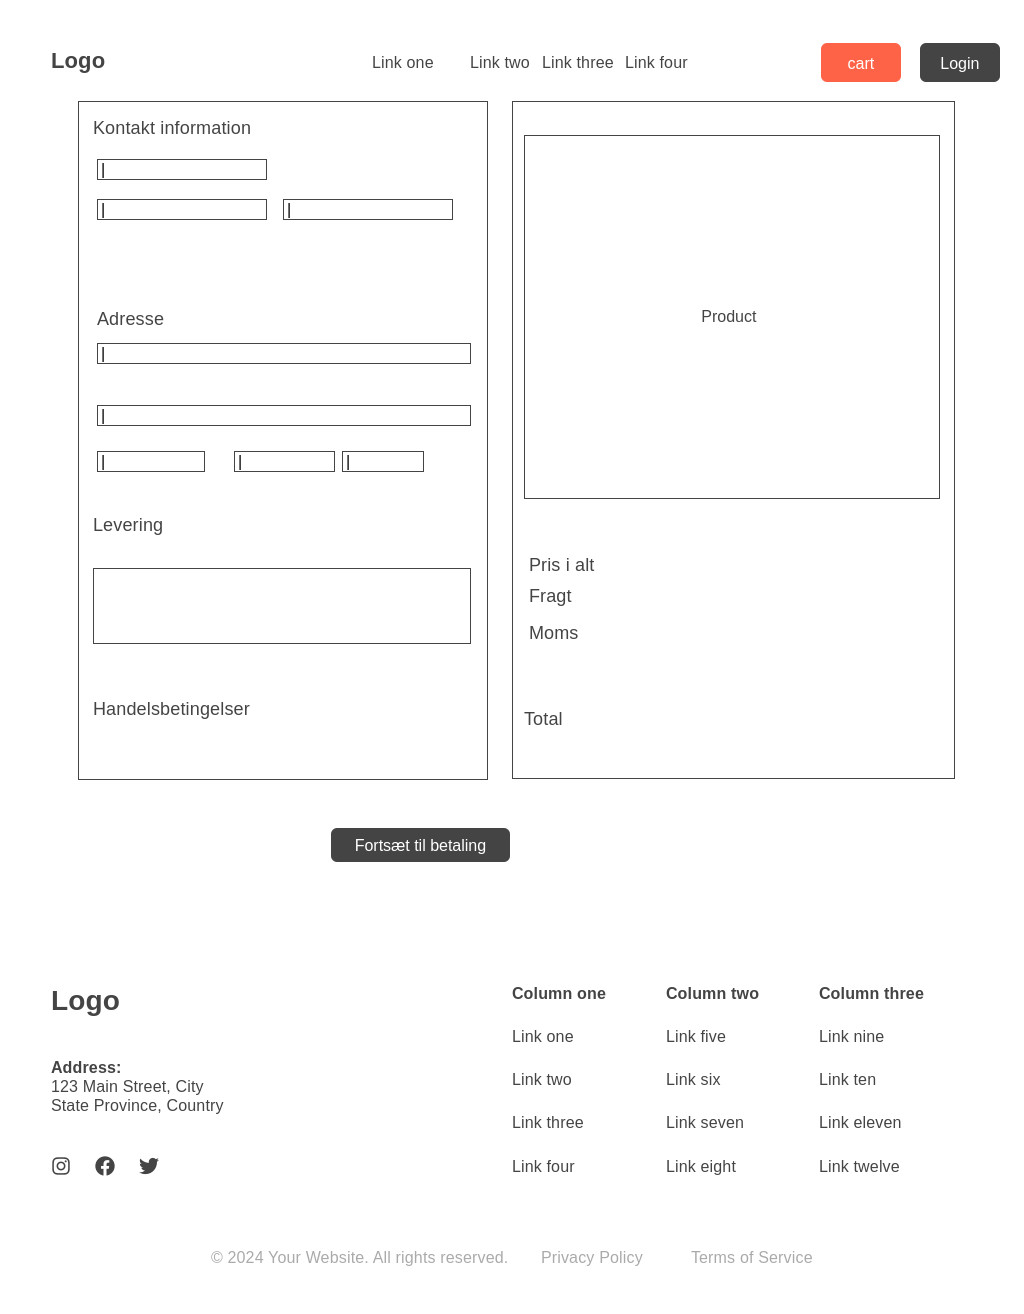 Logo
Link one Link two Link three Link four
cart
Login
Kontakt information
Adresse
Levering
Handelsbetingelser
Product
Pris i alt
Fragt
Moms
Total
Fortsæt til betaling
Logo
Address:
123 Main Street, City
State Province, Country
Column one
Link one
Link two
Link three
Link four
Column two
Link five
Link six
Link seven
Link eight
Column three
Link nine
Link ten
Link eleven
Link twelve
© 2024 Your Website. All rights reserved. Privacy Policy Terms of Service